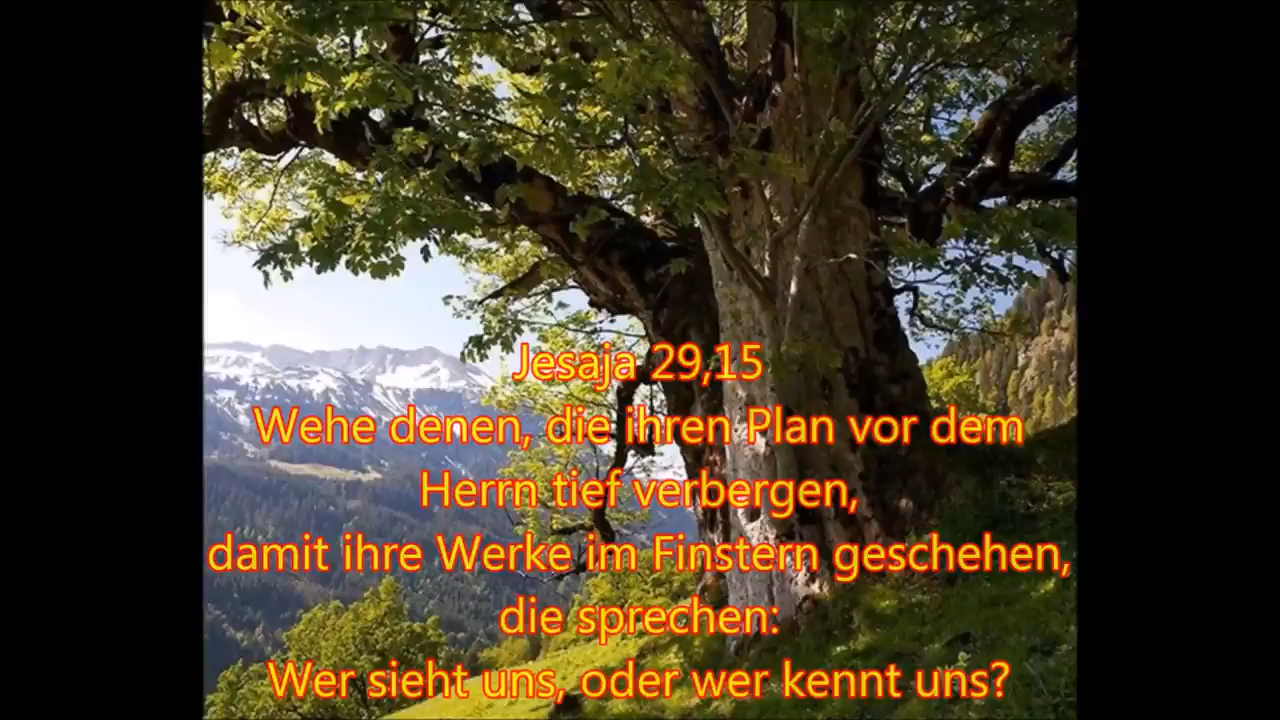 Jesaja 29,15
Wehe denen, die ihren Plan vor dem
Herrn tief verbergen,
damit ihre Werke im Finstern geschehen,
die sprechen:
Wer sieht uns, oder wer kennt uns?